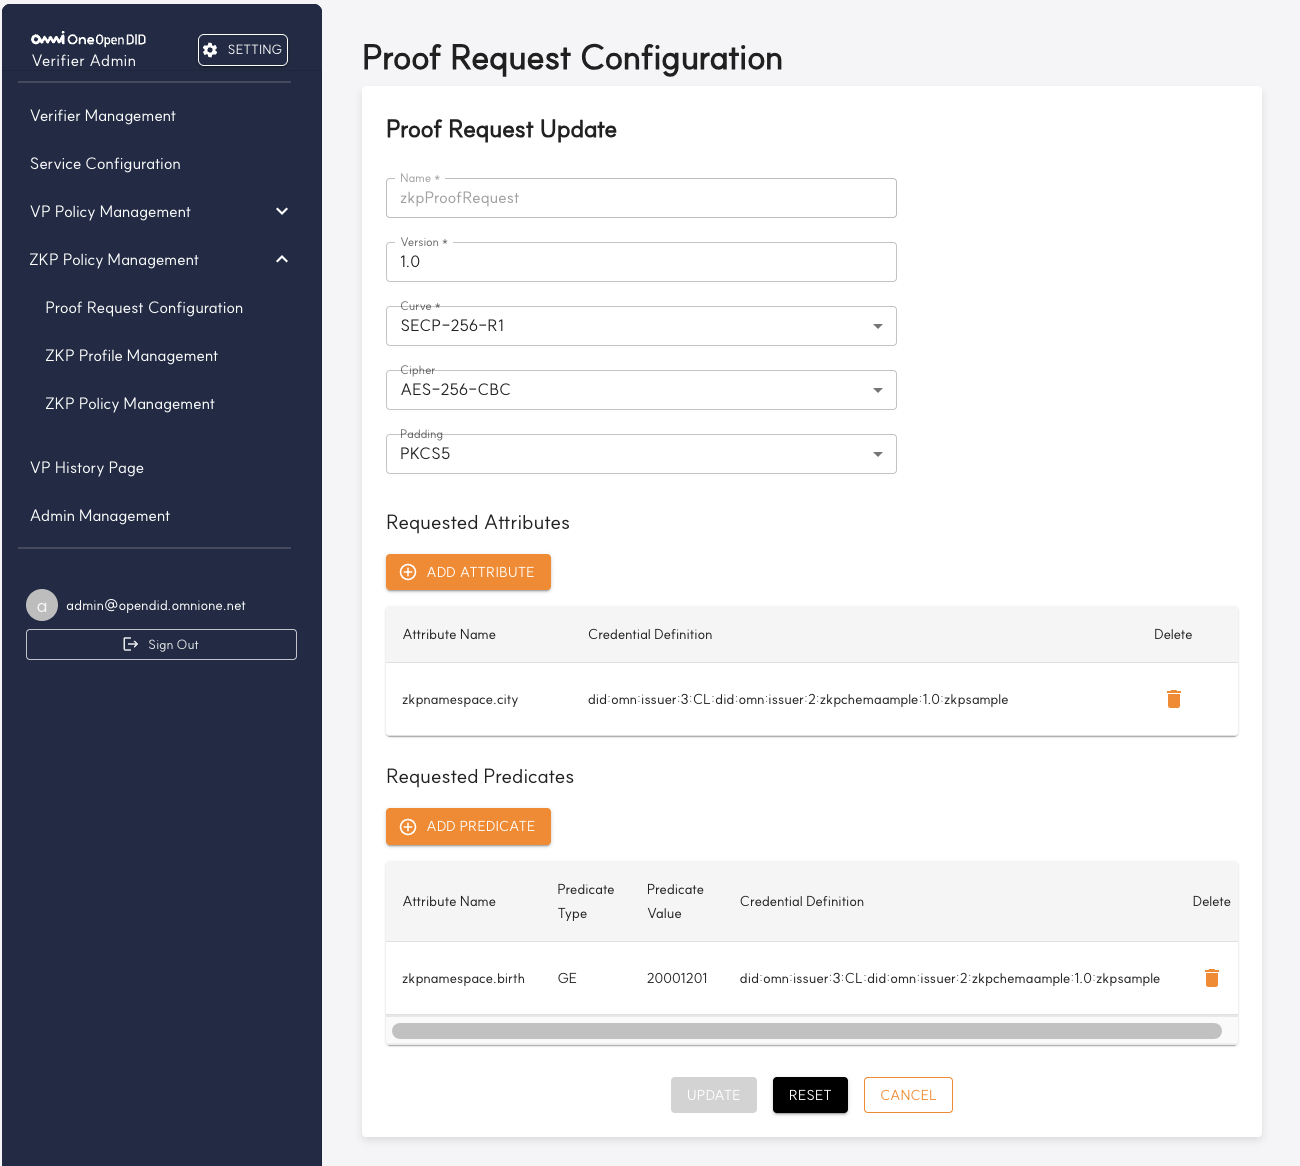 omni One Open DID
Verifier Admin
SETTING
Verifier Management
Service Configuration
VP Policy Management
ZKP Policy Management
Proof Request Configuration
ZKP Profile Management
ZKP Policy Management
VP History Page
Admin Management
a
admin@opendid.omnione.net
Sign Out
Proof Request Configuration
Proof Request Update
Name *
zkpProofRequest
Version *
1.0
Curve *
SECP-256-R1
Cipher
AES-256-CBC
Padding
PKCS5
Requested Attributes
ADD ATTRIBUTE
Attribute Name Credential Definition Delete
zkpnamespace.city did:omn:issuer:3:CL:did:omn:issuer:2:zkpchemaample:1.0:zkpsample
Requested Predicates
ADD PREDICATE
Attribute Name Predicate Type Predicate Value Credential Definition Delete
zkpnamespace.birth GE 20001201 did:omn:issuer:3:CL:did:omn:issuer:2:zkpchemaample:1.0:zkpsample
UPDATE RESET CANCEL